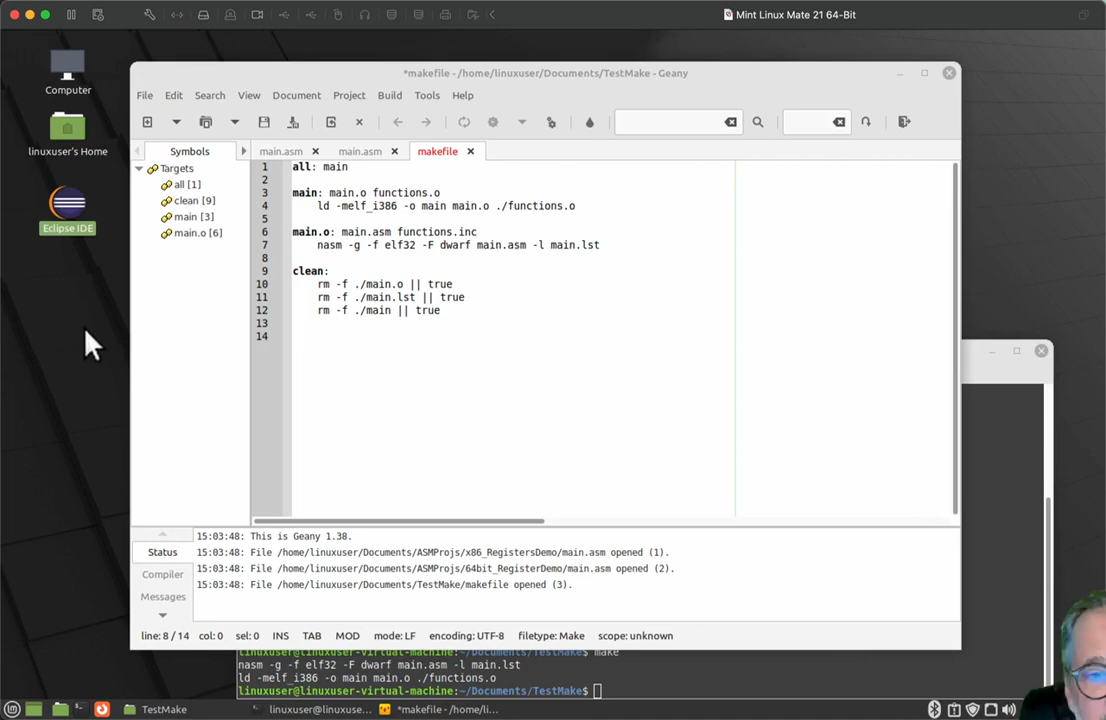 Mint Linux Mate 21 64-Bit
Computer
linuxuser's Home
Eclipse IDE
*makefile - /home/linuxuser/Documents/TestMake - Geany
File Edit Search View Document Project Build Tools Help
Symbols
main.asm main.asm makefile
Targets
all [1]
clean [9]
main [3]
main.o [6]
1 all: main
2
3 main: main.o functions.o
4 ld -melf_i386 -o main main.o ./functions.o
5
6 main.o: main.asm functions.inc
7 nasm -g -f elf32 -F dwarf main.asm -l main.lst
8
9 clean:
10 rm -f ./main.o || true
11 rm -f ./main.lst || true
12 rm -f ./main || true
13
14
Status
Compiler
Messages
15:03:48: This is Geany 1.38.
15:03:48: File /home/linuxuser/Documents/ASMProjs/x86_RegistersDemo/main.asm opened (1).
15:03:48: File /home/linuxuser/Documents/ASMProjs/64bit_RegisterDemo/main.asm opened (2).
15:03:48: File /home/linuxuser/Documents/TestMake/makefile opened (3).
line: 8 / 14 col: 0 sel: 0 INS TAB MOD mode: LF encoding: UTF-8 filetype: Make scope: unknown
linuxuser@linuxuser-virtual-machine:~/Documents/TestMake$ make
nasm -g -f elf32 -F dwarf main.asm -l main.lst
ld -melf_i386 -o main main.o ./functions.o
linuxuser@linuxuser-virtual-machine:~/Documents/TestMake$
TestMake
linuxuser@linuxuse...
*makefile - /home/li...